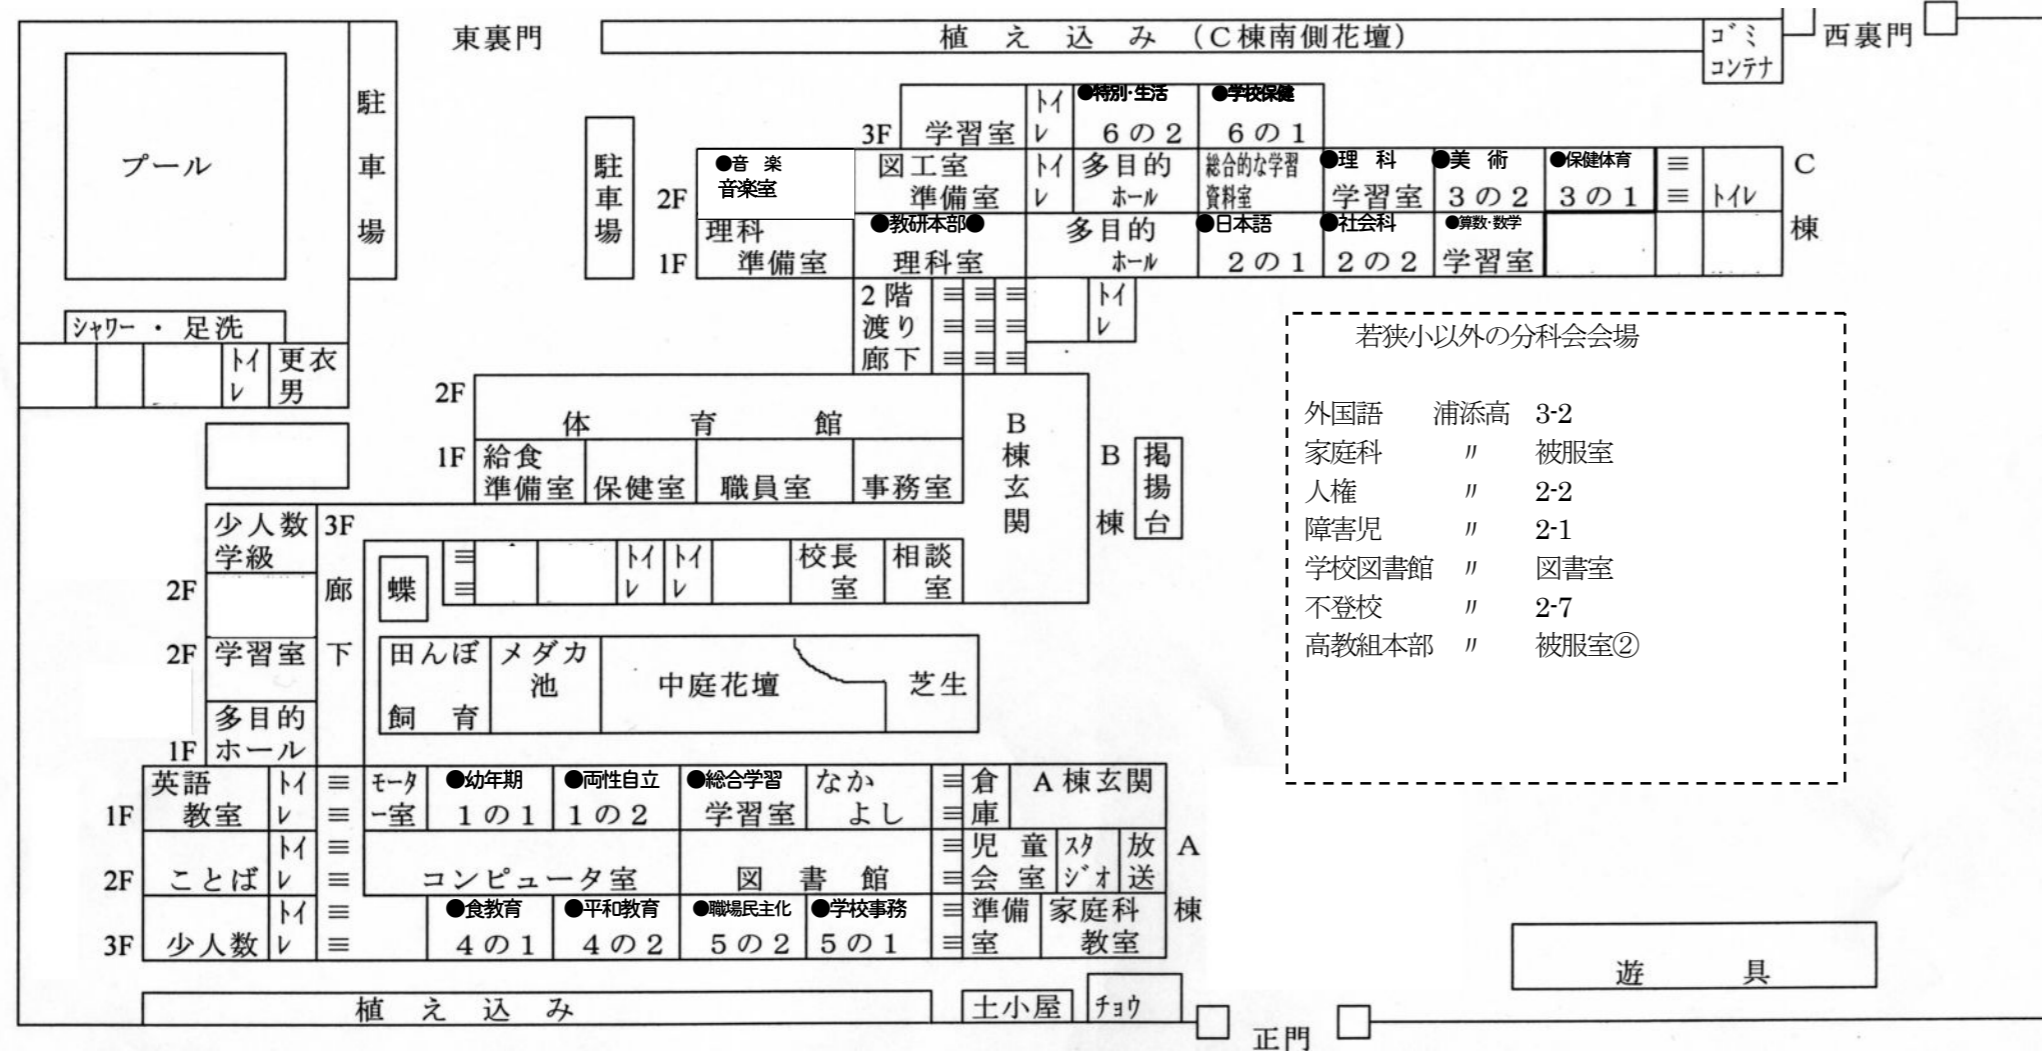 東裏門
植え込み（C棟南側花壇）
ｺﾞﾐ
ｺﾝﾃﾅ
西裏門
プール
駐車場
駐車場
3F
学習室
ﾄｲﾚ
●特別・生活
６の２
●学校保健
６の１
2F
●音 楽
音楽室
図工室
準備室
ﾄｲﾚ
多目的
ﾎｰﾙ
総合的な学習
資料室
●理 科
学習室
●美 術
３の２
●保健体育
３の１
ﾄｲﾚ
C棟
1F
理科
準備室
●教研本部●
理科室
多目的
ﾎｰﾙ
●日本語
２の１
●社会科
２の２
●算数・数学
学習室
２階
渡り
廊下
ﾄｲﾚ
ｼｬﾜｰ・足洗
ﾄｲﾚ
更衣
男
2F
体育館
1F
給食
準備室
保健室
職員室
事務室
B棟玄関
B棟
掲揚台
若狭小以外の分科会会場
外国語 浦添高 3-2
家庭科 〃 被服室
人権 〃 2-2
障害児 〃 2-1
学校図書館 〃 図書室
不登校 〃 2-7
高教組本部 〃 被服室②
少人数
学級
3F
廊下
2F
蝶
ﾄｲﾚ
ﾄｲﾚ
校長
室
相談
室
2F
学習室
田んぼ
飼育
メダカ
池
中庭花壇
芝生
1F
多目的
ホール
1F
英語
教室
ﾄｲﾚ
ﾓｰﾀ
ｰ室
●幼年期
１の１
●両性自立
１の２
●総合学習
学習室
なか
よし
倉庫
A棟玄関
2F
ことば
ﾄｲﾚ
コンピュータ室
図書館
児童
会室
ｽﾀ
ｼﾞｵ
放送
A棟
3F
少人数
ﾄｲﾚ
●食教育
４の１
●平和教育
４の２
●職場民主化
５の２
●学校事務
５の１
準備
室
家庭科
教室
遊具
植え込み
土小屋
ﾁｮｳ
正門